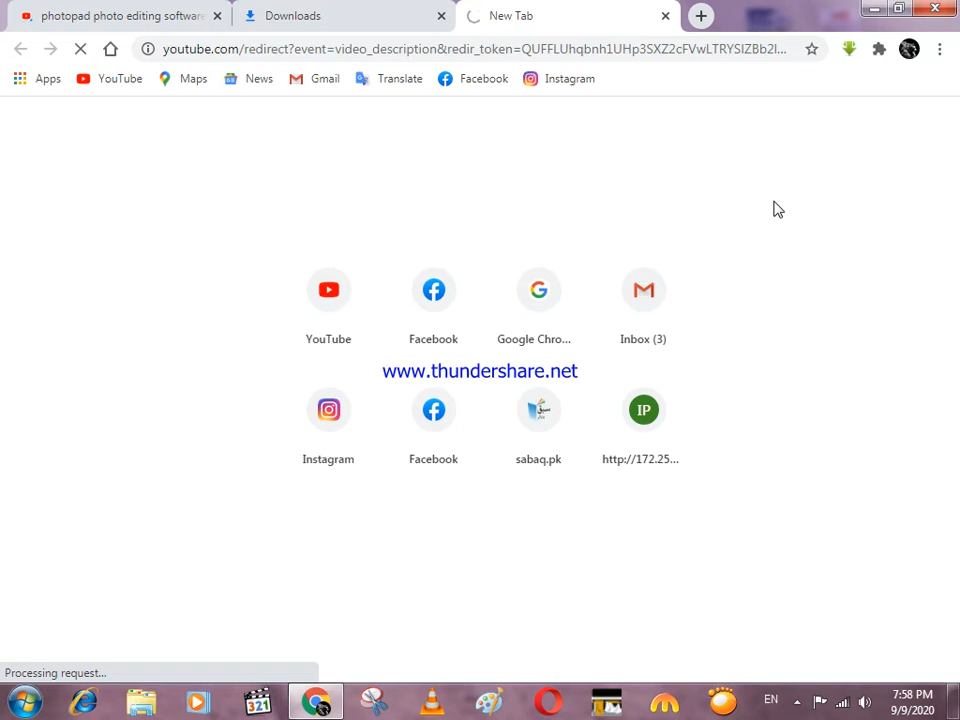 photopad photo editing software
Downloads
New Tab
youtube.com/redirect?event=video_description&redir_token=QUFFLUhqbnh1UHp3SXZ2cFVwLTRYSlZBb2l...
Apps
YouTube
Maps
News
Gmail
Translate
Facebook
Instagram
YouTube
Facebook
Google Chro...
Inbox (3)
www.thundershare.net
IP
Instagram
Facebook
sabaq.pk
http://172.25...
Processing request...
321
EN
7:58 PM
9/9/2020